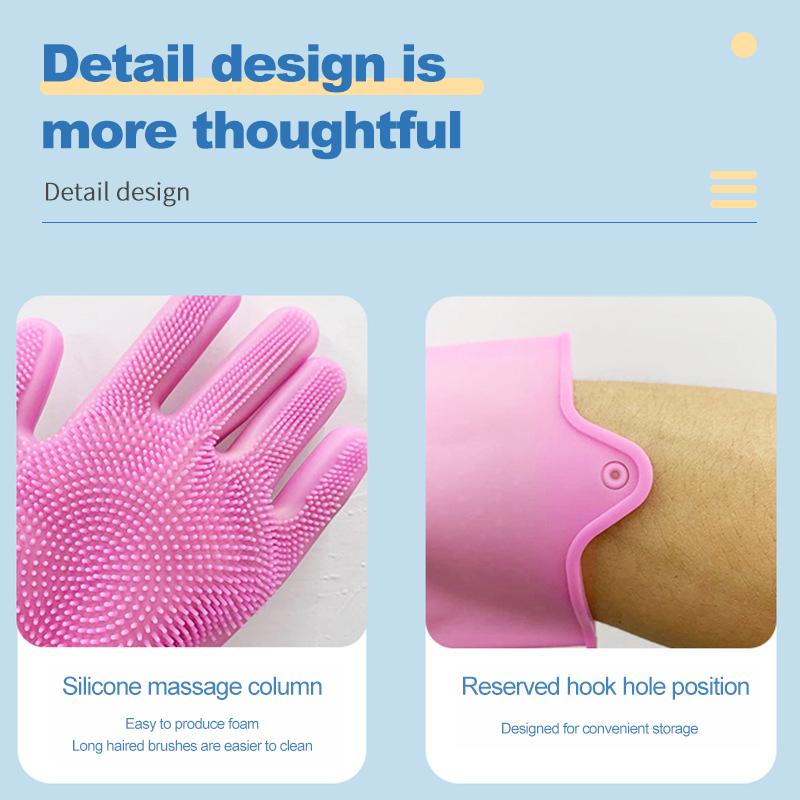 Detail design is
more thoughtful
Detail design
Silicone massage column
Easy to produce foam
Long haired brushes are easier to clean
Reserved hook hole position
Designed for convenient storage